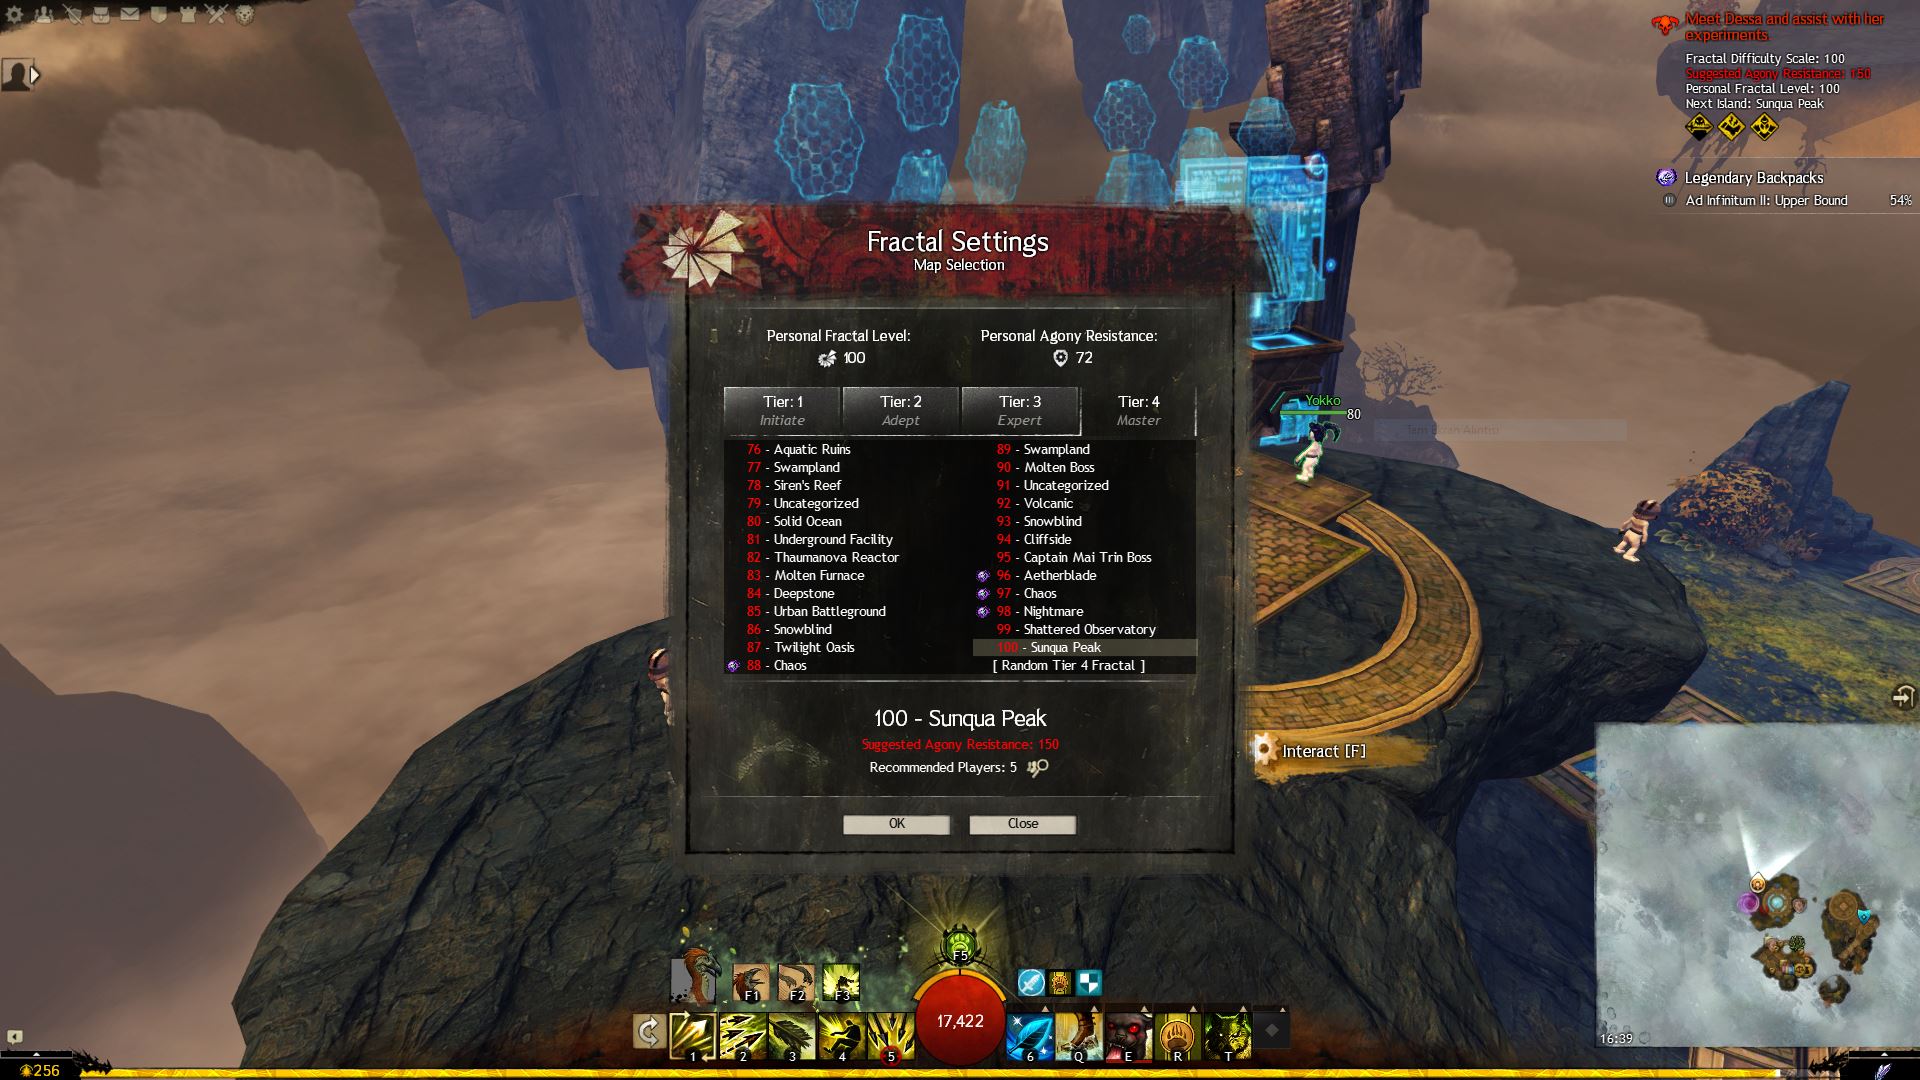 Meet Dessa and assist with her
experiments.
Fractal Difficulty Scale: 100
Suggested Agony Resistance: 150
Personal Fractal Level: 100
Next Island: Sunqua Peak
Legendary Backpacks
Ad Infinitum II: Upper Bound 54%
Fractal Settings
Map Selection
Personal Fractal Level:
100
Personal Agony Resistance:
72
Tier: 1
Initiate
Tier: 2
Adept
Tier: 3
Expert
Tier: 4
Master
76 - Aquatic Ruins
77 - Swampland
78 - Siren's Reef
79 - Uncategorized
80 - Solid Ocean
81 - Underground Facility
82 - Thaumanova Reactor
83 - Molten Furnace
84 - Deepstone
85 - Urban Battleground
86 - Snowblind
87 - Twilight Oasis
88 - Chaos
89 - Swampland
90 - Molten Boss
91 - Uncategorized
92 - Volcanic
93 - Snowblind
94 - Cliffside
95 - Captain Mai Trin Boss
96 - Aetherblade
97 - Chaos
98 - Nightmare
99 - Shattered Observatory
100 - Sunqua Peak
[ Random Tier 4 Fractal ]
100 - Sunqua Peak
Suggested Agony Resistance: 150
Recommended Players: 5
OK
Close
Yokko
80
Tam Ekran Alıntısı
Interact [F]
F5
F1
F2
F3
17,422
1
2
3
4
5
6
Q
E
R
T
16:39
256